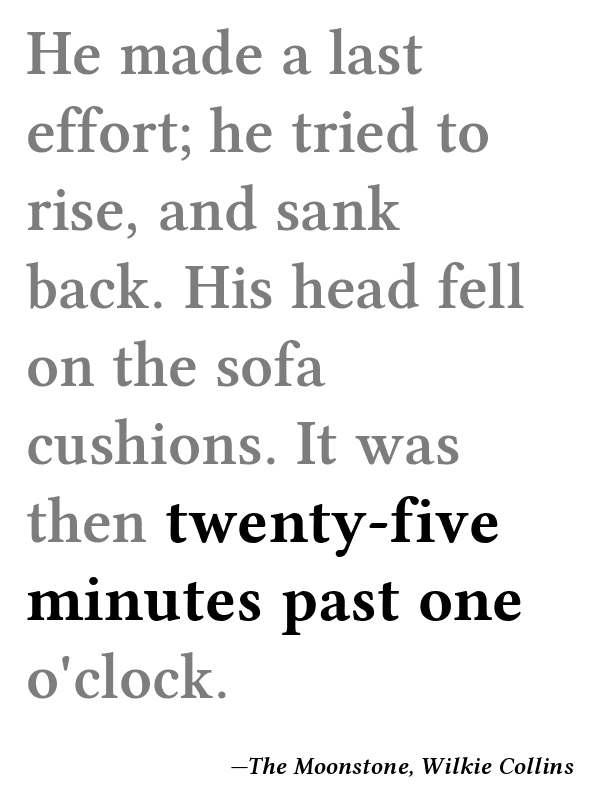 He made a last
effort; he tried to
rise, and sank
back. His head fell
on the sofa
cushions. It was
then twenty-five
minutes past one
o'clock.
—The Moonstone, Wilkie Collins